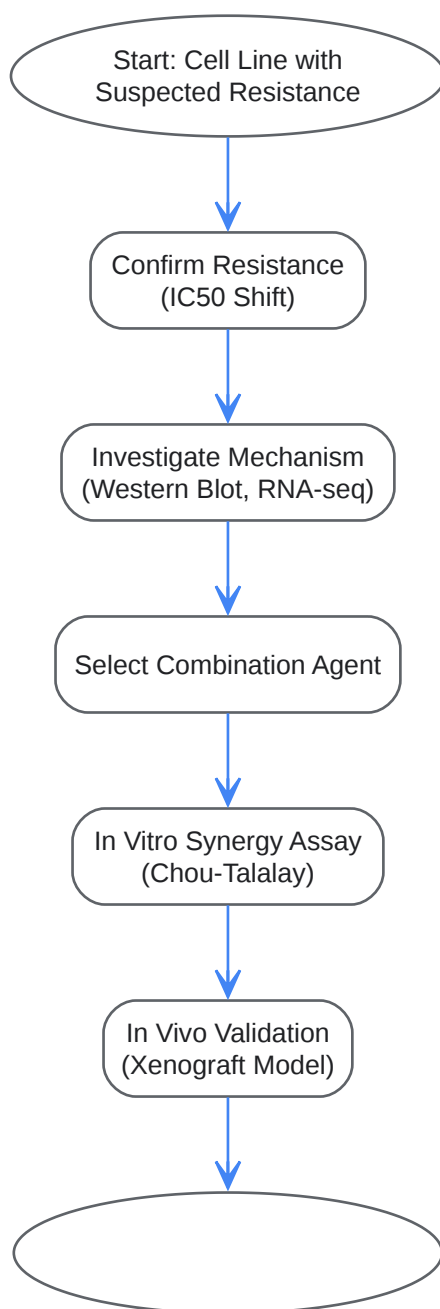 Start: Cell Line with
Suspected Resistance
Confirm Resistance
(IC50 Shift)
Investigate Mechanism
(Western Blot, RNA-seq)
Select Combination Agent
In Vitro Synergy Assay
(Chou-Talalay)
In Vivo Validation
(Xenograft Model)